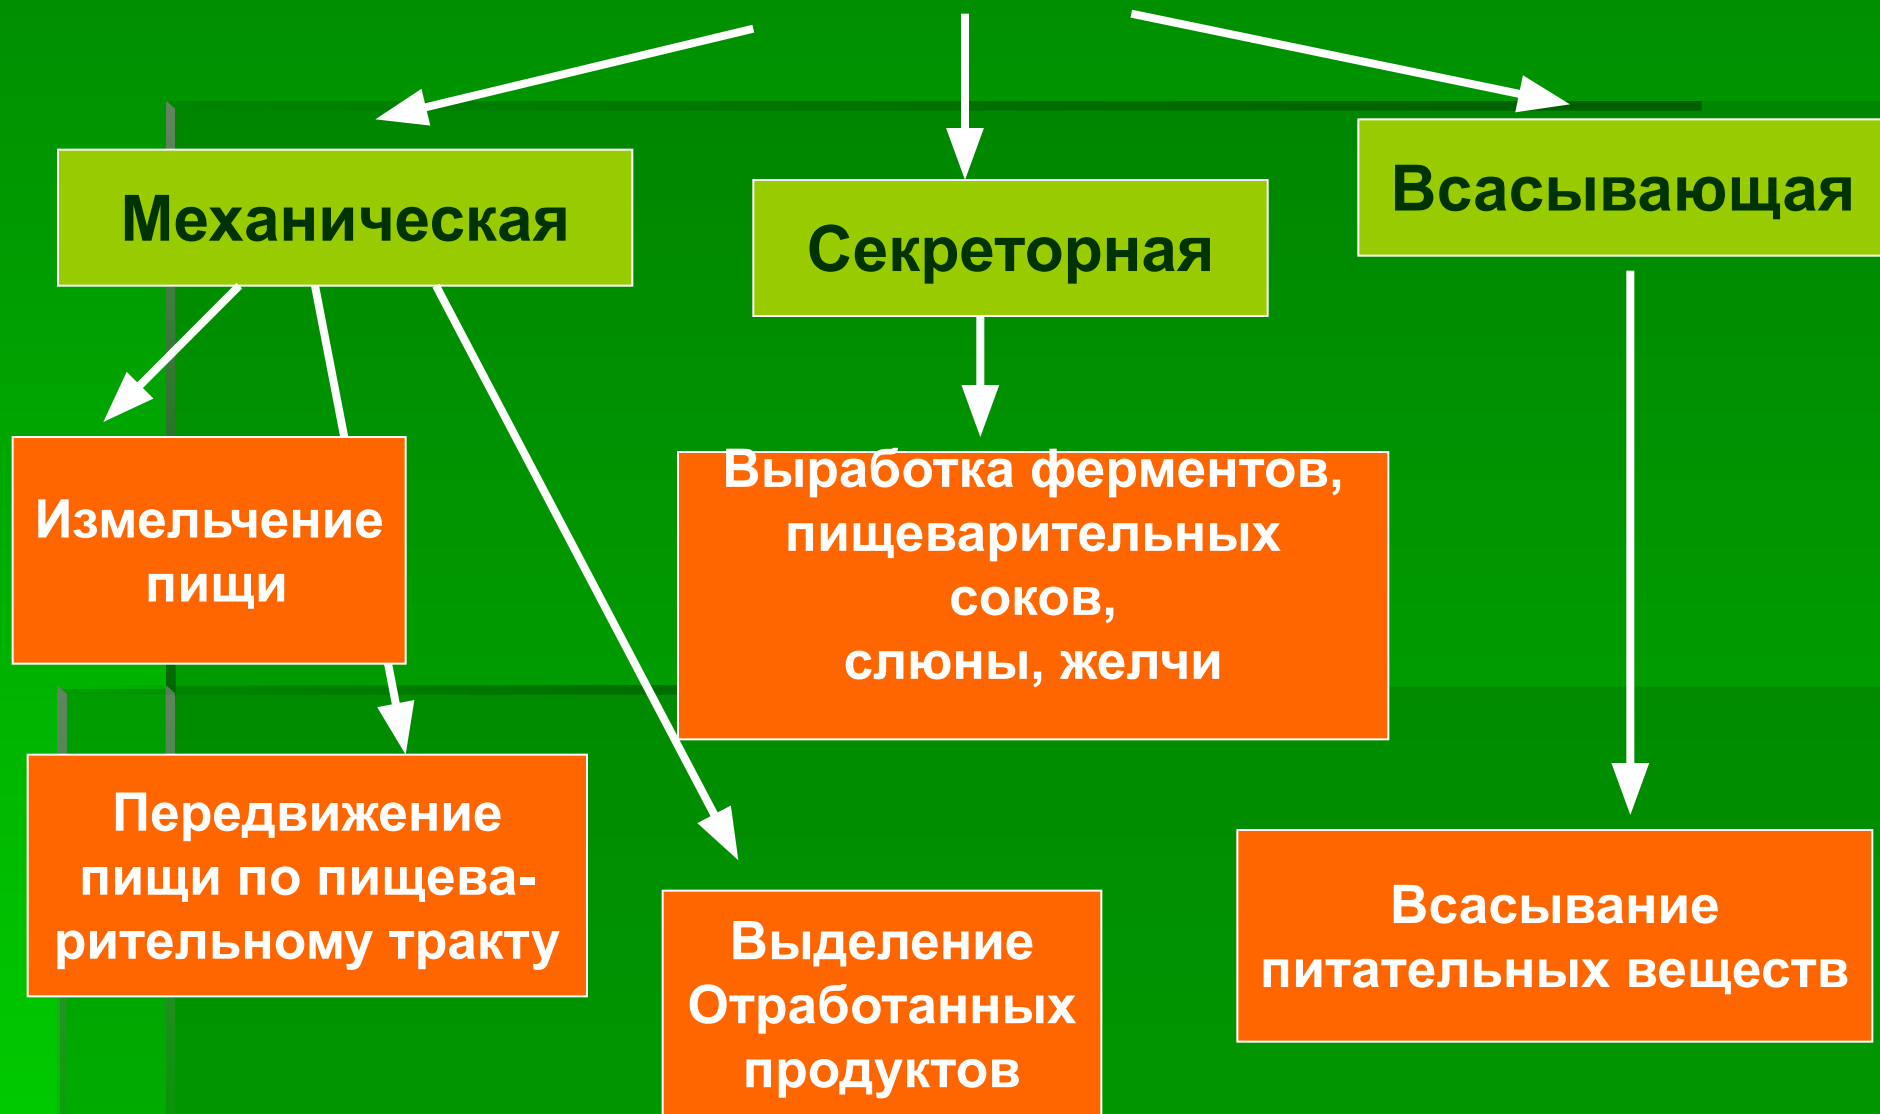 Механическая
Секреторная
Всасывающая
Измельчение
пищи
Выработка ферментов,
пищеварительных
соков,
слюны, желчи
Передвижение
пищи по пищева-
рительному тракту
Выделение
Отработанных
продуктов
Всасывание
питательных веществ